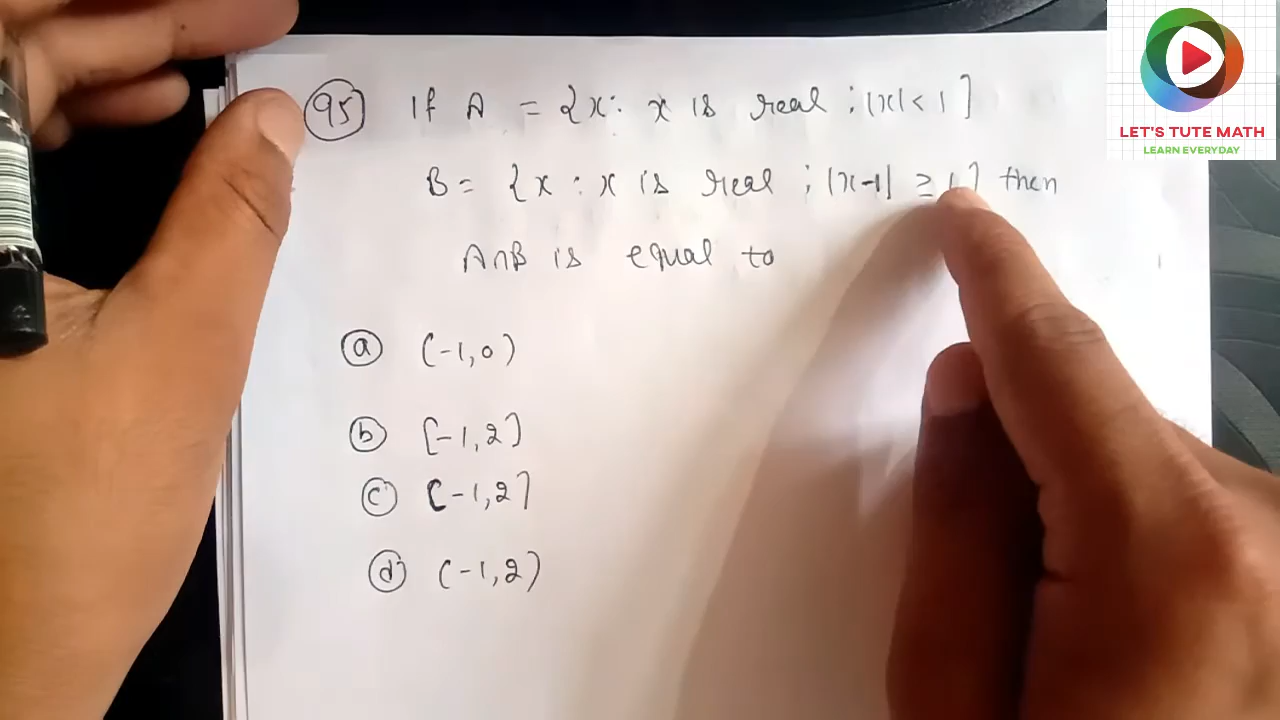 95 If A = {x: x is real ; |x| < 1]
LET'S TUTE MATH
LEARN EVERYDAY
B = {x : x is real ; |x-1| ≥ 1] then
A∩B is equal to
a (-1,0)
b [-1,2]
c (-1,2]
d (-1,2)